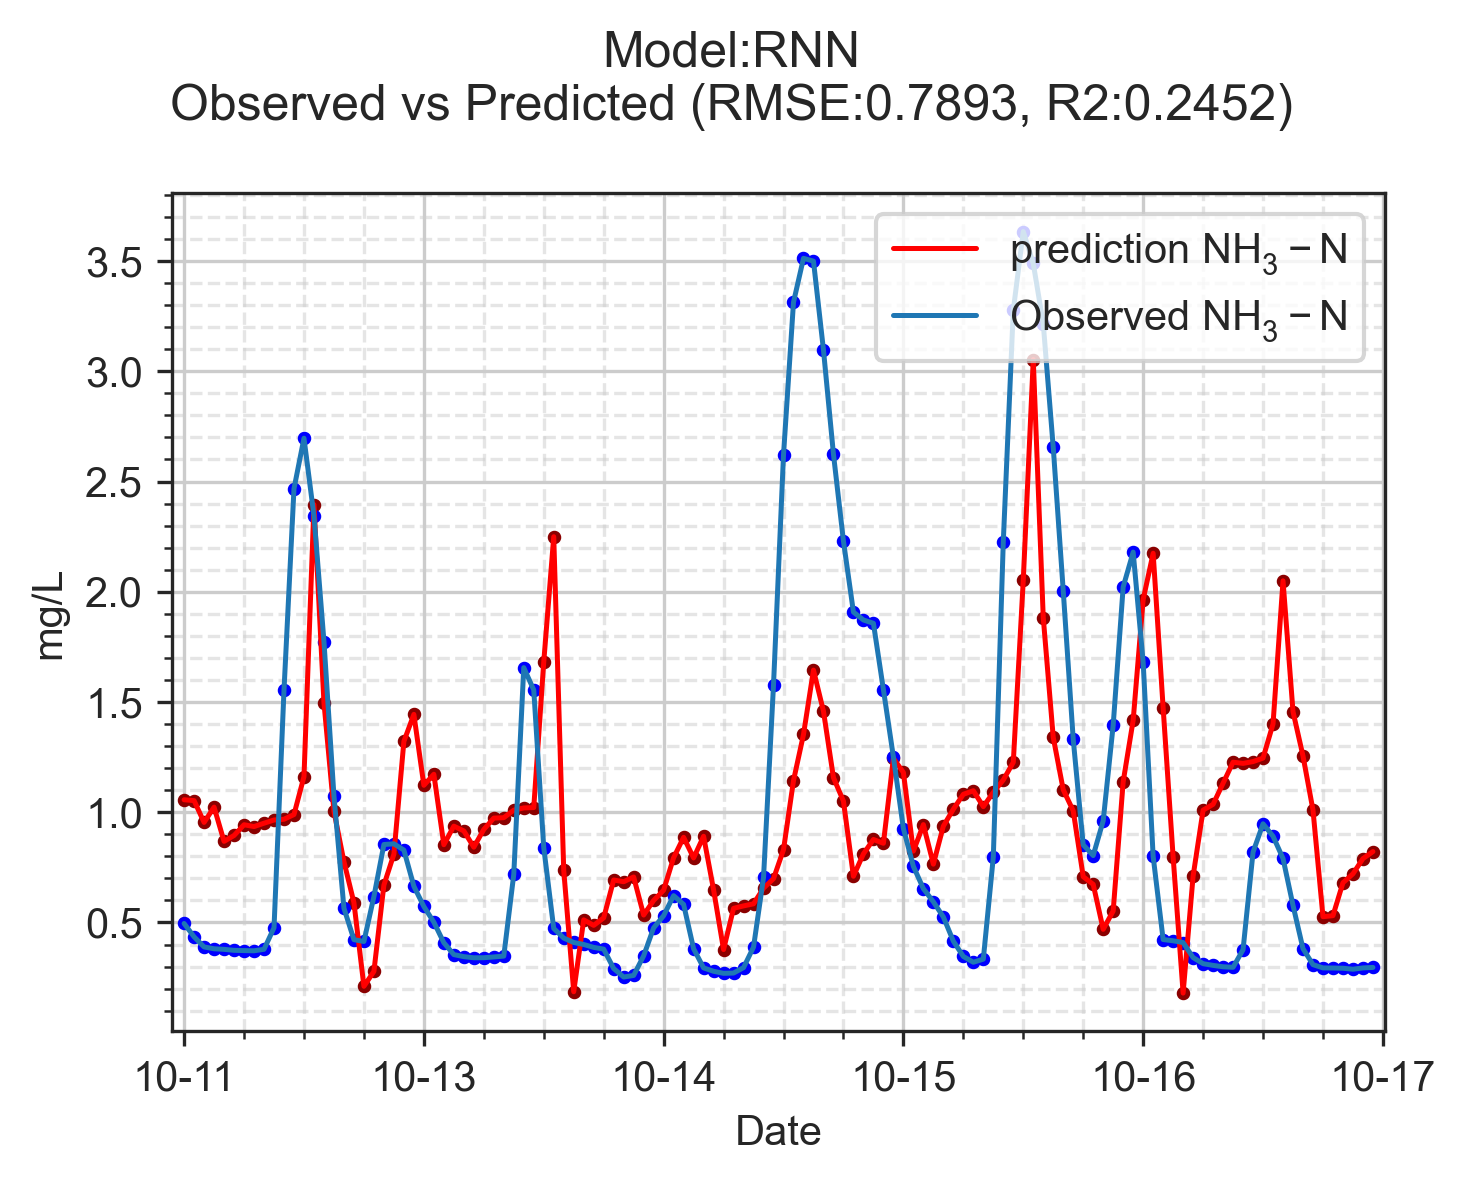 Model:RNN
Observed vs Predicted (RMSE:0.7893, R2:0.2452)
prediction NH₃ − N
Observed NH₃ − N
3.5
3.0
2.5
2.0
1.5
1.0
0.5
mg/L
10-11 10-13 10-14 10-15 10-16 10-17
Date